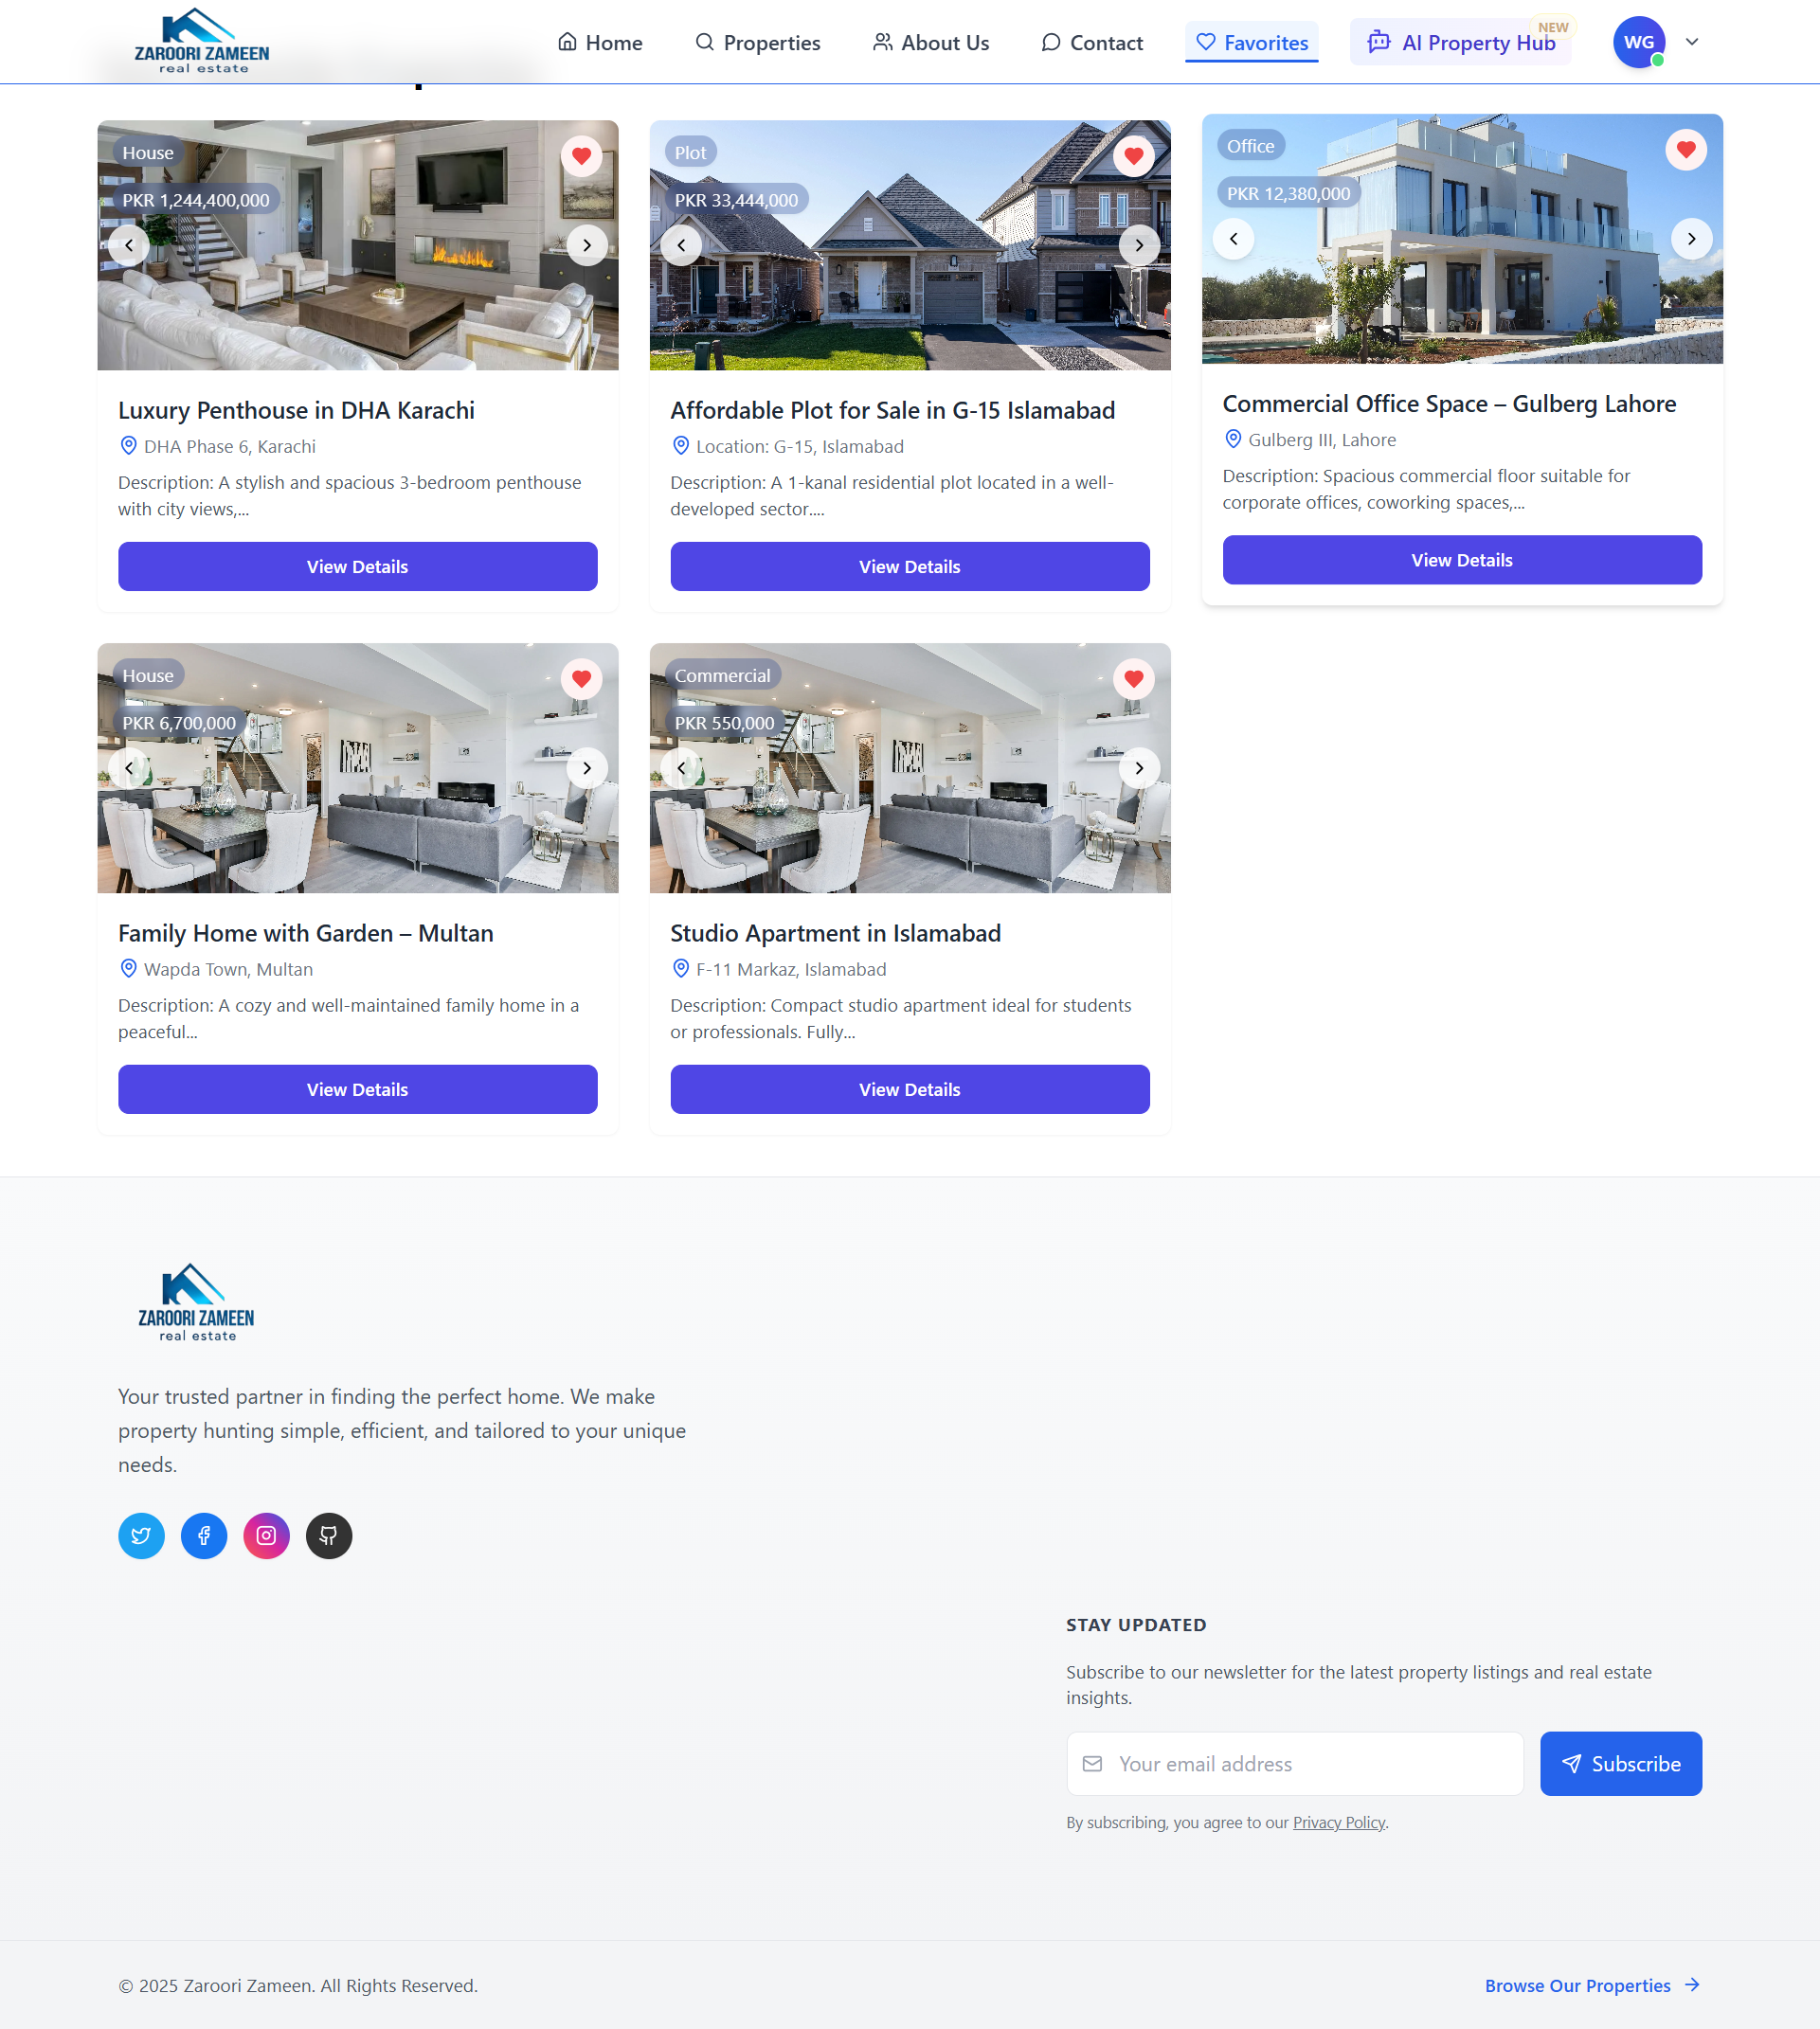 ZAROORI ZAMEEN
real estate
Home
Properties
About Us
Contact
Favorites
AI Property Hub
NEW
WG
House
PKR 1,244,400,000
Luxury Penthouse in DHA Karachi
DHA Phase 6, Karachi
Description: A stylish and spacious 3-bedroom penthouse
with city views,...
View Details
Plot
PKR 33,444,000
Affordable Plot for Sale in G-15 Islamabad
Location: G-15, Islamabad
Description: A 1-kanal residential plot located in a well-
developed sector....
View Details
Office
PKR 12,380,000
Commercial Office Space – Gulberg Lahore
Gulberg III, Lahore
Description: Spacious commercial floor suitable for
corporate offices, coworking spaces,...
View Details
House
PKR 6,700,000
Family Home with Garden – Multan
Wapda Town, Multan
Description: A cozy and well-maintained family home in a
peaceful...
View Details
Commercial
PKR 550,000
Studio Apartment in Islamabad
F-11 Markaz, Islamabad
Description: Compact studio apartment ideal for students
or professionals. Fully...
View Details
ZAROORI ZAMEEN
real estate
Your trusted partner in finding the perfect home. We make
property hunting simple, efficient, and tailored to your unique
needs.
STAY UPDATED
Subscribe to our newsletter for the latest property listings and real estate
insights.
Your email address
Subscribe
By subscribing, you agree to our Privacy Policy.
© 2025 Zaroori Zameen. All Rights Reserved.
Browse Our Properties